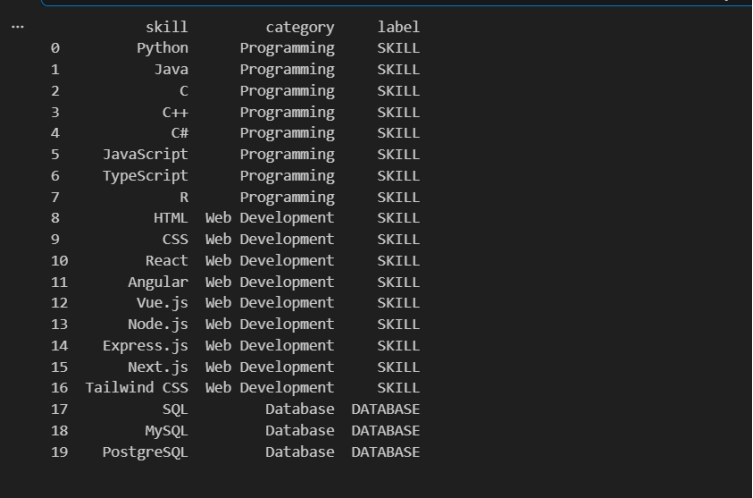 skill category label
0 Python Programming SKILL
1 Java Programming SKILL
2 C Programming SKILL
3 C++ Programming SKILL
4 C# Programming SKILL
5 JavaScript Programming SKILL
6 TypeScript Programming SKILL
7 R Programming SKILL
8 HTML Web Development SKILL
9 CSS Web Development SKILL
10 React Web Development SKILL
11 Angular Web Development SKILL
12 Vue.js Web Development SKILL
13 Node.js Web Development SKILL
14 Express.js Web Development SKILL
15 Next.js Web Development SKILL
16 Tailwind CSS Web Development SKILL
17 SQL Database DATABASE
18 MySQL Database DATABASE
19 PostgreSQL Database DATABASE